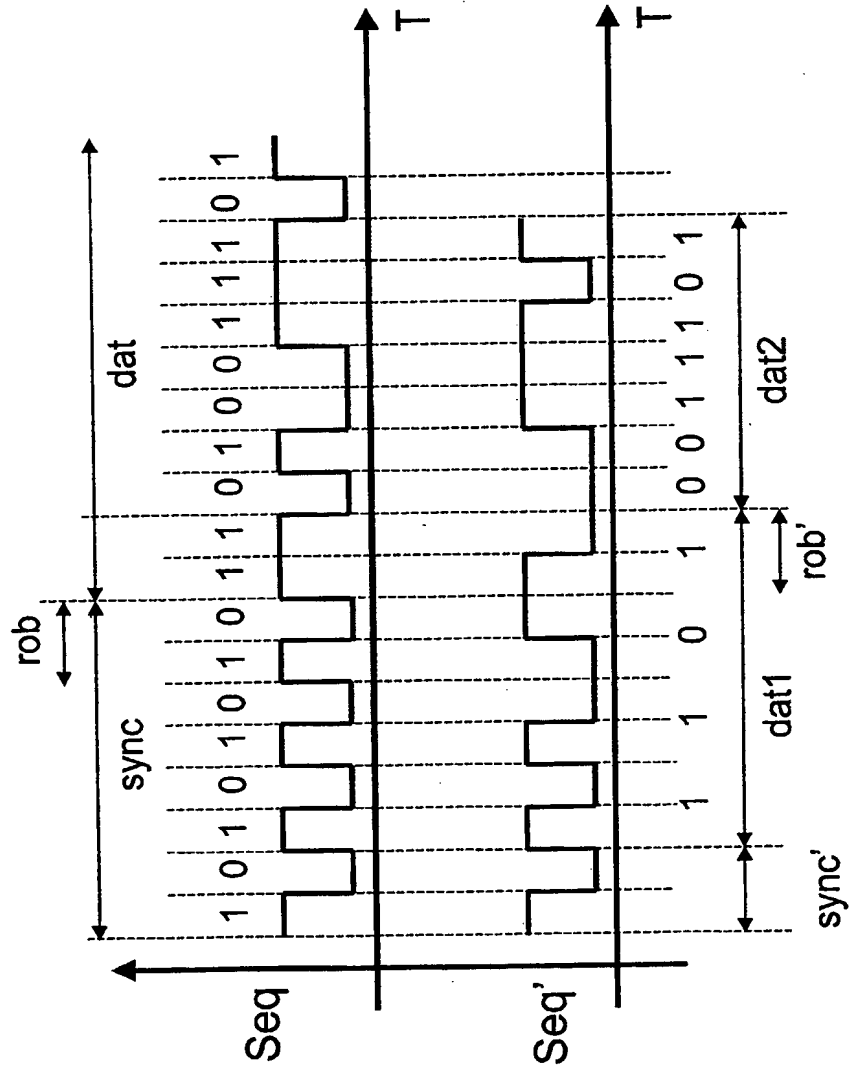 rob
sync
dat
1 0 1 0 1 0 1 0 1 1 0 1 0 0 1 1 1 0 1
Seq
T
Seq'
T
1 1 0 1 0 0 1 1 1 0 1
sync'
dat1
rob'
dat2